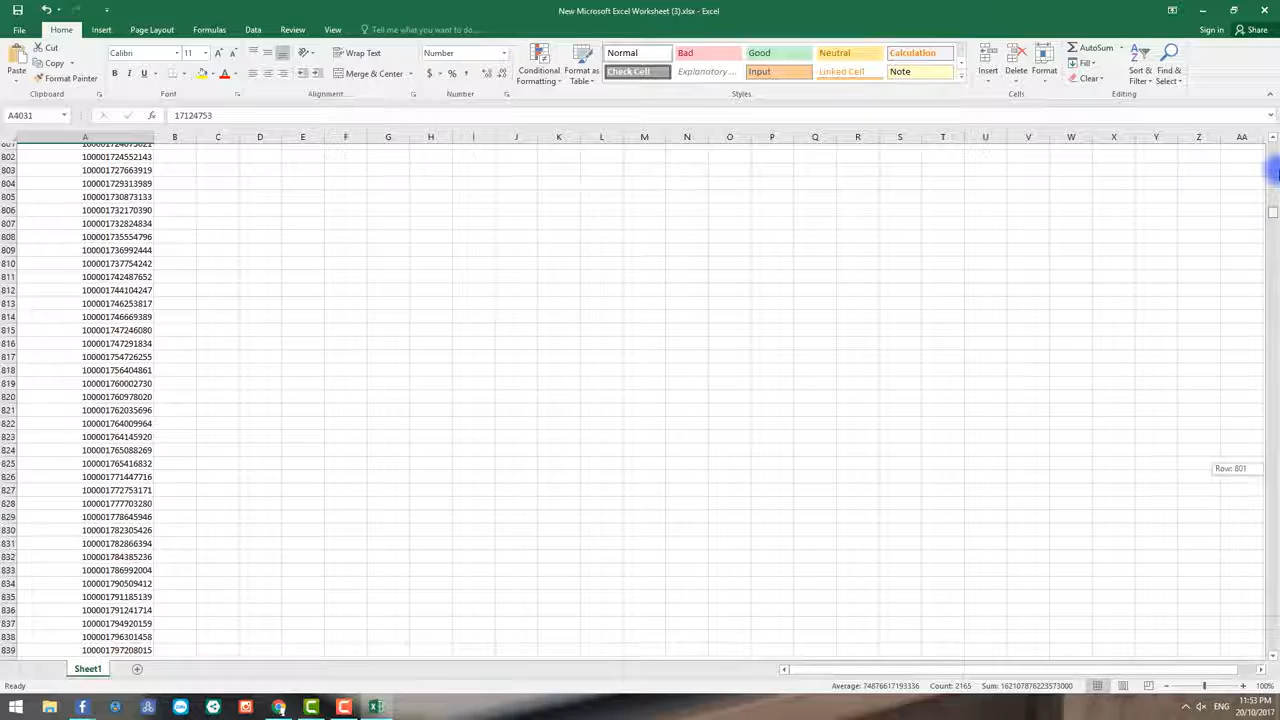 New Microsoft Excel Worksheet (3).xlsx - Excel
File Home Insert Page Layout Formulas Data Review View Tell me what you want to do... Sign in Share
Paste Cut Copy Format Painter
Calibri 11
Wrap Text
Merge & Center
Number
Conditional Formatting Format as Table
Normal Bad Good Neutral Calculation
Check Cell Explanatory ... Input Linked Cell Note
Insert Delete Format
AutoSum Fill Clear
Sort & Filter Find & Select
Clipboard Font Alignment Number Styles Cells Editing
A4031 fx 17124753
A B C D E F G H I J K L M N O P Q R S T U V W X Y Z AA
802 100001724552143
803 100001727663919
804 100001729313989
805 100001730873133
806 100001732170390
807 100001732824834
808 100001735554796
809 100001736992444
810 100001737754242
811 100001742487652
812 100001744104247
813 100001746253817
814 100001746669389
815 100001747246080
816 100001747291834
817 100001754726255
818 100001756404861
819 100001760002730
820 100001760978020
821 100001762035696
822 100001764009964
823 100001764145920
824 100001765088269
825 100001765416832
Row: 801
826 100001771447716
827 100001772753171
828 100001777703280
829 100001778645946
830 100001782305426
831 100001782866394
832 100001784385236
833 100001786992004
834 100001790509412
835 100001791185139
836 100001791241714
837 100001794920159
838 100001796301458
839 100001797208015
Sheet1
Ready Average: 74876617193336 Count: 2165 Sum: 162107876223573000 100%
ENG 11:53 PM
20/10/2017